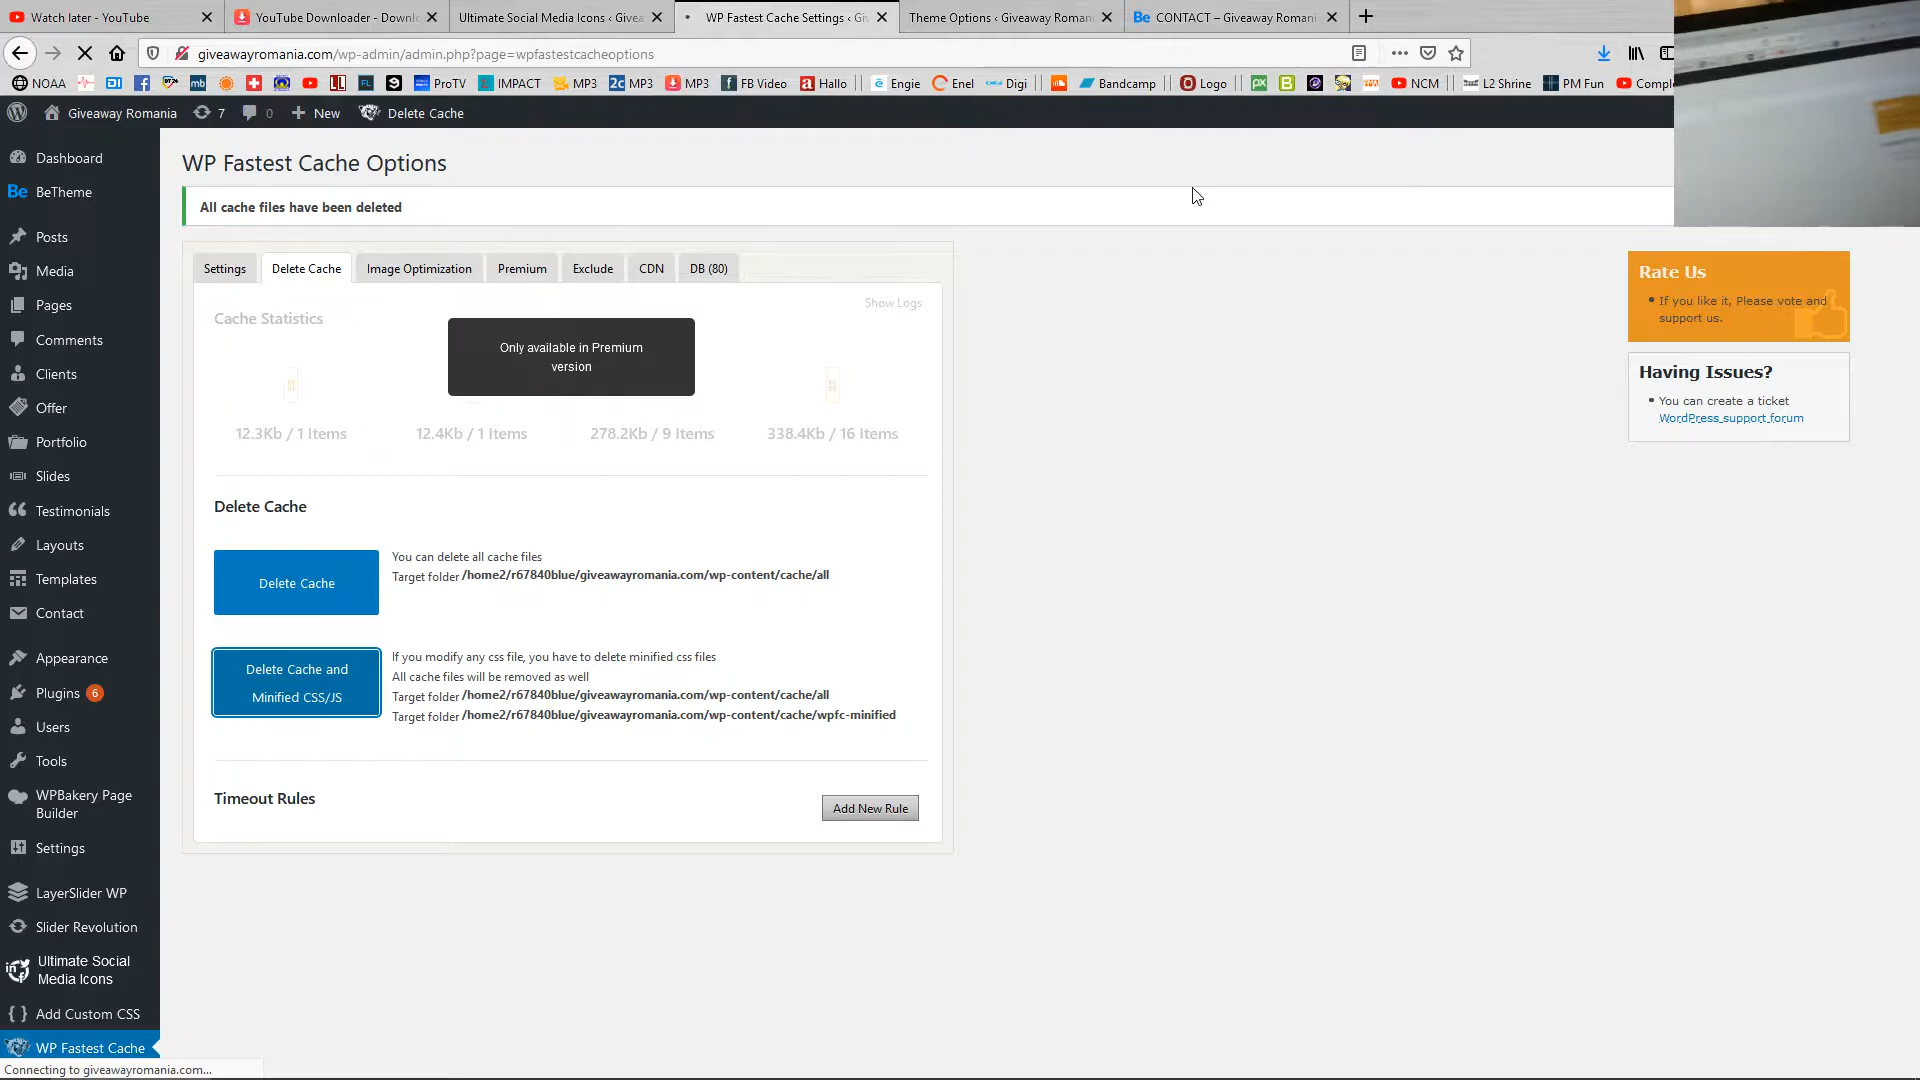 Watch later - YouTube
YouTube Downloader - Downl
Ultimate Social Media Icons ‹ Givea
WP Fastest Cache Settings ‹ Gi
Theme Options ‹ Giveaway Romani
Be CONTACT – Giveaway Romani
giveawayromania.com/wp-admin/admin.php?page=wpfastestcacheoptions
NOAA
ProTV
IMPACT
MP3
2c MP3
MP3
FB Video
Hallo
Engie
Enel
Digi
Bandcamp
Logo
NCM
L2 Shrine
PM Fun
Compl
Giveaway Romania
7
0
New
Delete Cache
Dashboard
Be BeTheme
Posts
Media
Pages
Comments
Clients
Offer
Portfolio
Slides
Testimonials
Layouts
Templates
Contact
Appearance
Plugins 6
Users
Tools
WPBakery Page
Builder
Settings
LayerSlider WP
Slider Revolution
Ultimate Social
Media Icons
Add Custom CSS
WP Fastest Cache
Connecting to giveawayromania.com...
WP Fastest Cache Options
All cache files have been deleted
Settings
Delete Cache
Image Optimization
Premium
Exclude
CDN
DB (80)
Show Logs
Cache Statistics
Only available in Premium
version
12.3Kb / 1 Items
12.4Kb / 1 Items
278.2Kb / 9 Items
338.4Kb / 16 Items
Delete Cache
Delete Cache
You can delete all cache files
Target folder /home2/r67840blue/giveawayromania.com/wp-content/cache/all
Delete Cache and
Minified CSS/JS
If you modify any css file, you have to delete minified css files
All cache files will be removed as well
Target folder /home2/r67840blue/giveawayromania.com/wp-content/cache/all
Target folder /home2/r67840blue/giveawayromania.com/wp-content/cache/wpfc-minified
Timeout Rules
Add New Rule
Rate Us
If you like it, Please vote and
support us.
Having Issues?
You can create a ticket
WordPress support forum